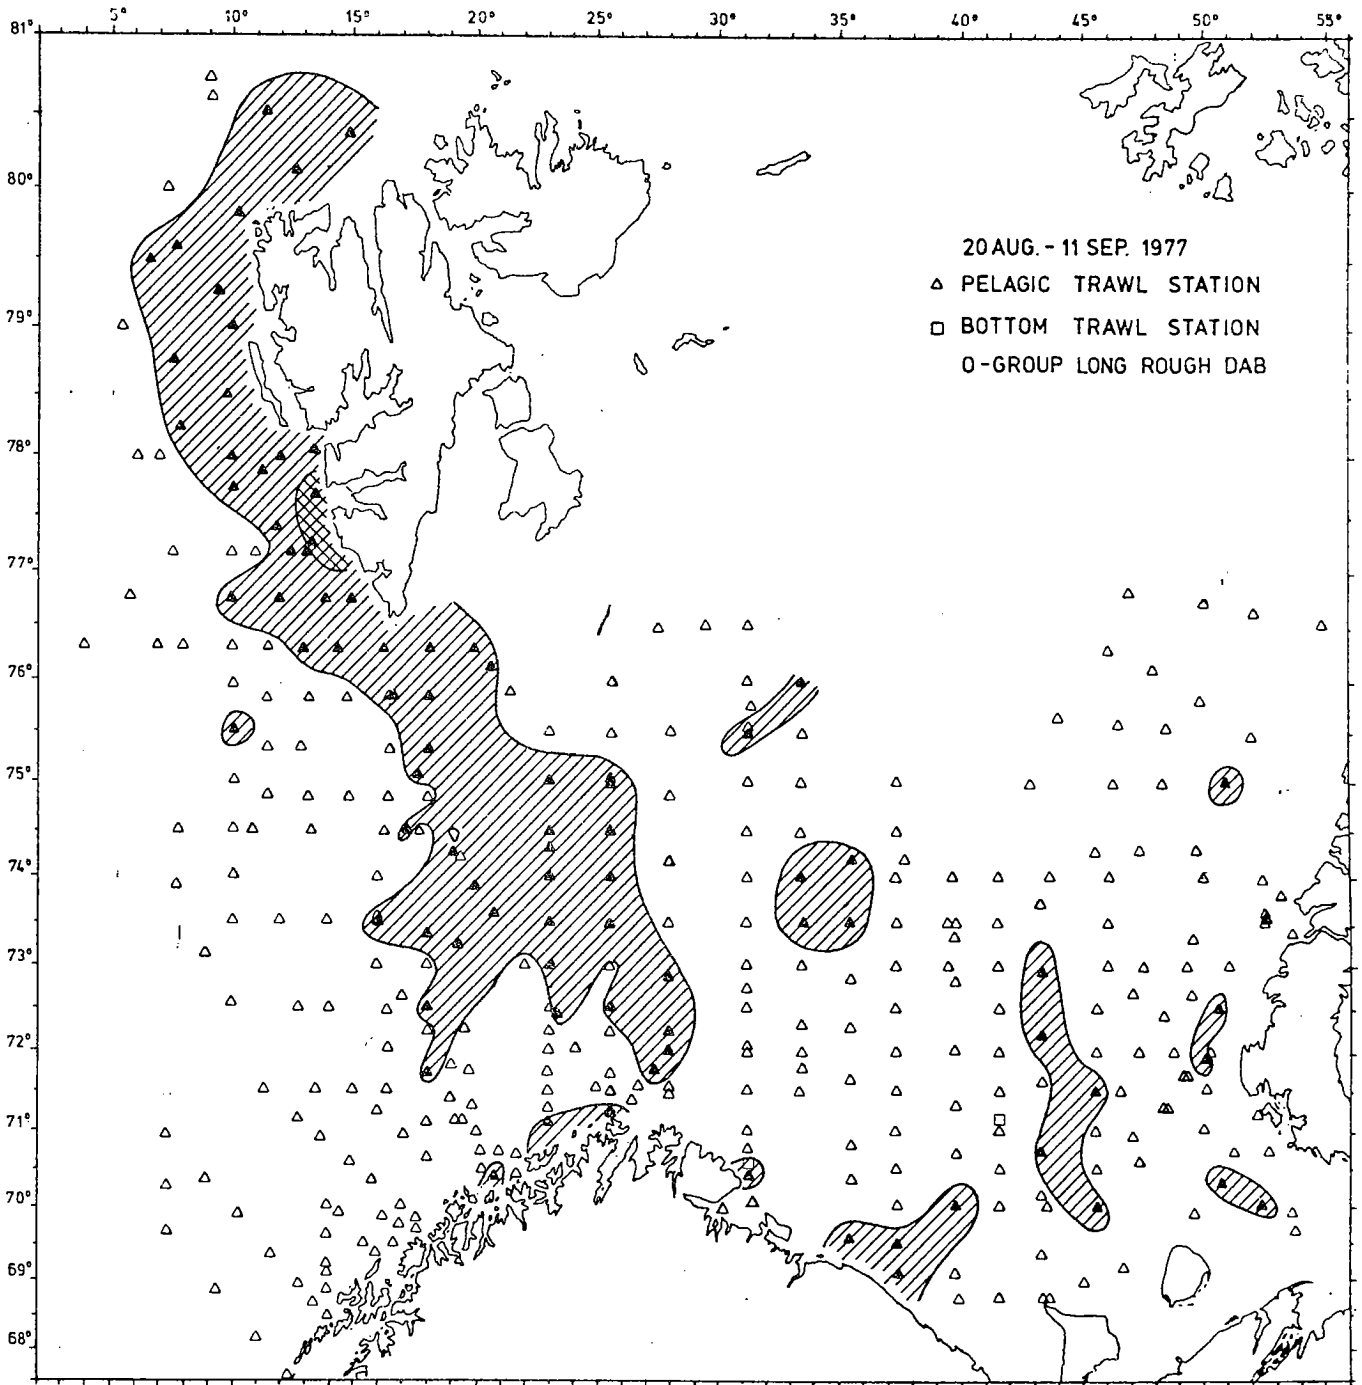 5° 10° 15° 20° 25° 30° 35° 40° 45° 50° 55°
81°
80°
79°
78°
77°
76°
75°
74°
73°
72°
71°
70°
69°
68°
20 AUG. - 11 SEP. 1977
△ PELAGIC TRAWL STATION
□ BOTTOM TRAWL STATION
0-GROUP LONG ROUGH DAB